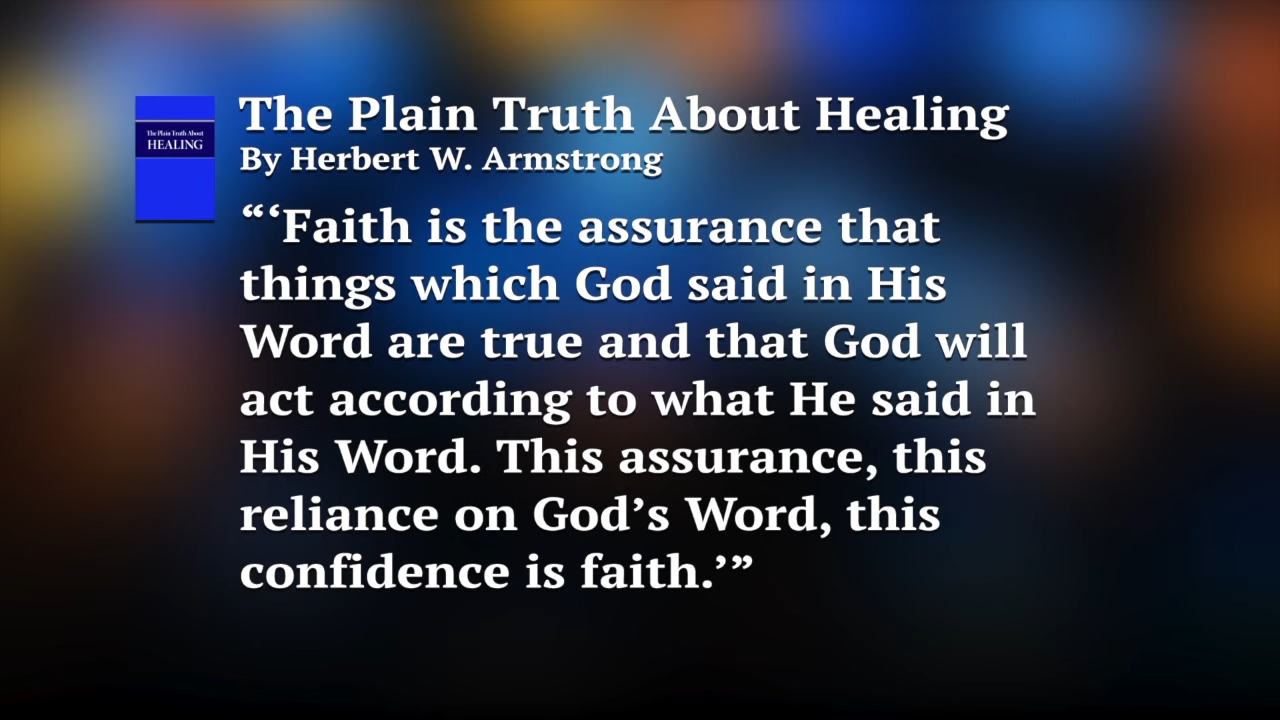 The Plain Truth About Healing
By Herbert W. Armstrong
The Plain Truth About
HEALING
“‘Faith is the assurance that
things which God said in His
Word are true and that God will
act according to what He said in
His Word. This assurance, this
reliance on God’s Word, this
confidence is faith.’”